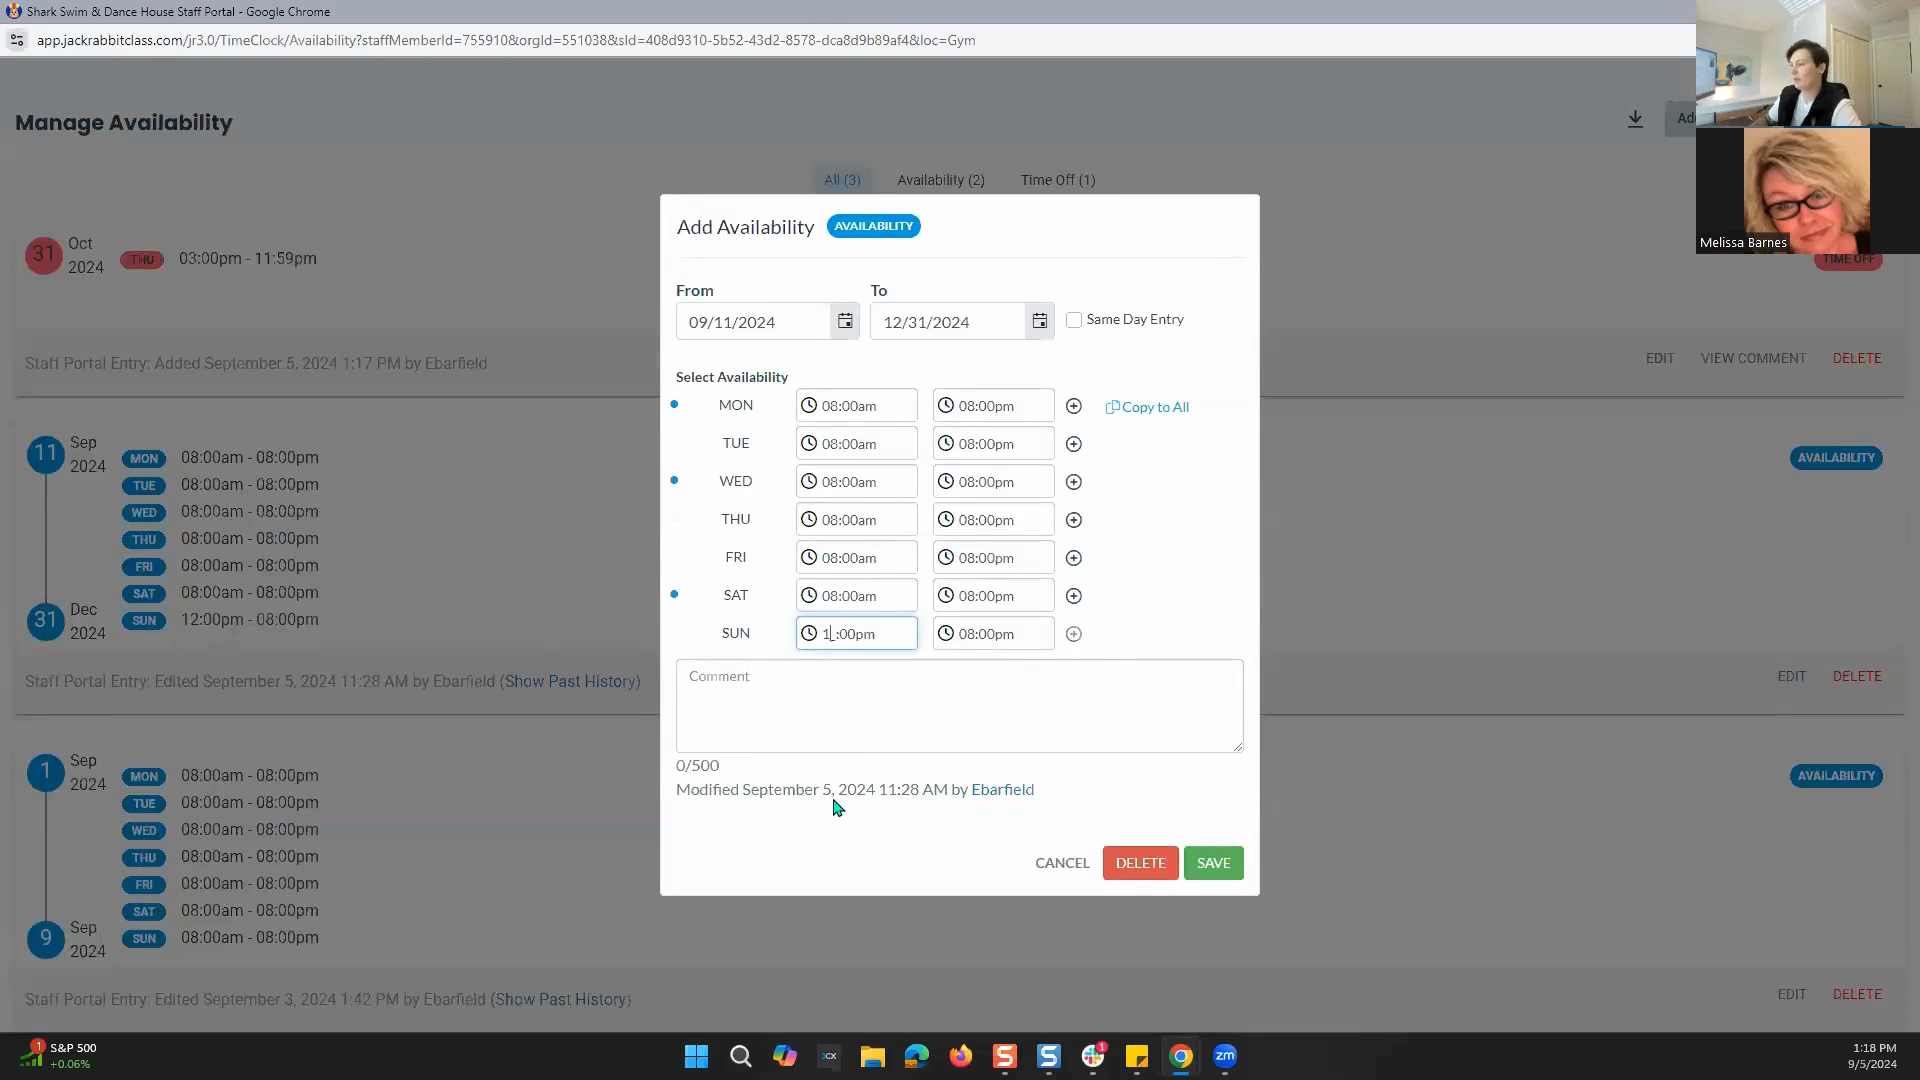 Shark Swim & Dance House Staff Portal - Google Chrome
app.jackrabbitclass.com/jr3.0/TimeClock/Availability?staffMemberId=755910&orgId=551038&sId=408d9310-5b52-43d2-8578-dca8d9b89af4&loc=Gym
Manage Availability
All (3) Availability (2) Time Off (1)
31 Oct 2024 THU 03:00pm - 11:59pm
TIME OFF
Melissa Barnes
Staff Portal Entry: Added September 5, 2024 1:17 PM by Ebarfield
EDIT VIEW COMMENT DELETE
11 Sep 2024
MON 08:00am - 08:00pm
TUE 08:00am - 08:00pm
WED 08:00am - 08:00pm
THU 08:00am - 08:00pm
FRI 08:00am - 08:00pm
SAT 08:00am - 08:00pm
SUN 12:00pm - 08:00pm
31 Dec 2024
AVAILABILITY
Staff Portal Entry: Edited September 5, 2024 11:28 AM by Ebarfield (Show Past History)
EDIT DELETE
1 Sep 2024
MON 08:00am - 08:00pm
TUE 08:00am - 08:00pm
WED 08:00am - 08:00pm
THU 08:00am - 08:00pm
FRI 08:00am - 08:00pm
SAT 08:00am - 08:00pm
SUN 08:00am - 08:00pm
9 Sep 2024
AVAILABILITY
Staff Portal Entry: Edited September 3, 2024 1:42 PM by Ebarfield (Show Past History)
EDIT DELETE
Add Availability AVAILABILITY
From To
09/11/2024 12/31/2024 Same Day Entry
Select Availability
MON 08:00am 08:00pm Copy to All
TUE 08:00am 08:00pm
WED 08:00am 08:00pm
THU 08:00am 08:00pm
FRI 08:00am 08:00pm
SAT 08:00am 08:00pm
SUN 1_:00pm 08:00pm
Comment
0/500
Modified September 5, 2024 11:28 AM by Ebarfield
CANCEL DELETE SAVE
1 S&P 500
+0.06%
zm
1:18 PM
9/5/2024